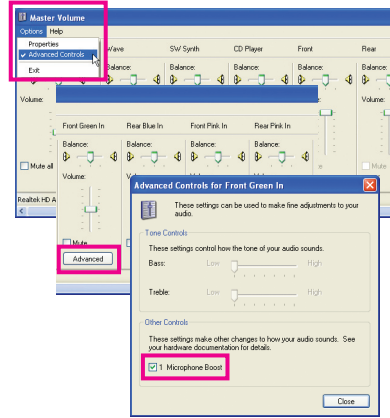 Master Volume
Options Help
Properties
Advanced Controls
Exit
Wave SW Synth CD Player Front Rear
Balance: Balance: Balance: Balance: Balance:
Volume:
Mute all
Mute
Realtek HD A
Front Green In Rear Blue In Front Pink In Rear Pink In
Balance: Balance: Balance: Balance:
Volume:
Mute
Advanced
Advanced Controls for Front Green In
These settings can be used to make fine adjustments to your
audio.
Tone Controls
These settings control how the tone of your audio sounds.
Bass: Low High
Treble: Low High
Other Controls
These settings make other changes to how your audio sounds. See
your hardware documentation for details.
1 Microphone Boost
Close